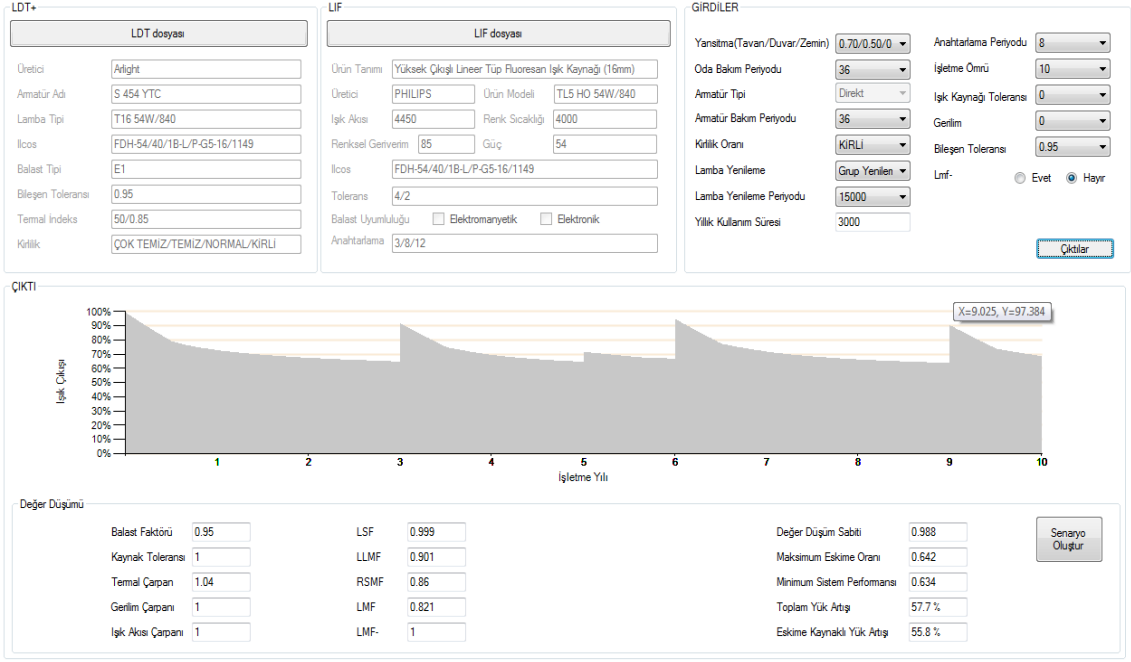 LDT+
LDT dosyası
Üretici Arlight
Armatür Adı S 454 YTC
Lamba Tipi T16 54W/840
Ilcos FDH-54/40/1B-L/P-G5-16/1149
Balast Tipi E1
Bileşen Toleransı 0.95
Termal İndeks 50/0.85
Kirlilik ÇOK TEMİZ/TEMİZ/NORMAL/KİRLİ
LIF
LIF dosyası
Ürün Tanımı Yüksek Çıkışlı Lineer Tüp Fluoresan Işık Kaynağı (16mm)
Üretici PHILIPS Ürün Modeli TL5 HO 54W/840
Işık Akısı 4450 Renk Sıcaklığı 4000
Renksel Geriverim 85 Güç 54
Ilcos FDH-54/40/1B-L/P-G5-16/1149
Tolerans 4/2
Balast Uyumluluğu Elektromanyetik Elektronik
Anahtarlama 3/8/12
GİRDİLER
Yansitma(Tavan/Duvar/Zemin) 0.70/0.50/0
Oda Bakım Periyodu 36
Armatür Tipi Direkt
Armatür Bakım Periyodu 36
Kirlilik Oranı KİRLİ
Lamba Yenileme Grup Yenilen
Lamba Yenileme Periyodu 15000
Yıllık Kullanım Süresi 3000
Anahtarlama Periyodu 8
İşletme Ömrü 10
Işık Kaynağı Toleransı 0
Gerilim 0
Bileşen Toleransı 0.95
Lmf- Evet Hayır
Çıktılar
ÇIKTI
X=9.025, Y=97.384
100%
90%
80%
70%
60%
50%
40%
30%
20%
10%
0%
Işık Çıkışı
1 2 3 4 5 6 7 8 9 10
İşletme Yılı
Değer Düşümü
Balast Faktörü 0.95
Kaynak Toleransı 1
Termal Çarpan 1.04
Gerilim Çarpanı 1
Işık Akısı Çarpanı 1
LSF 0.999
LLMF 0.901
RSMF 0.86
LMF 0.821
LMF- 1
Değer Düşüm Sabiti 0.988
Maksimum Eskime Oranı 0.642
Minimum Sistem Performansı 0.634
Toplam Yük Artışı 57.7 %
Eskime Kaynaklı Yük Artışı 55.8 %
Senaryo
Oluştur